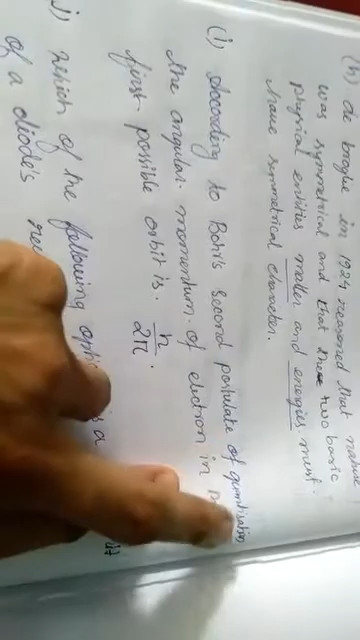 (h) de broglie in 1924 reasoned that nature
was symmetrical and that the two basic
physical entities matter and energies must.
have symmetrical character.
(i) According to Bohr's second postulate of quantisation
the angular momentum of electron in
first possible orbit is. h/2π.
j) which of the following
of a diode's